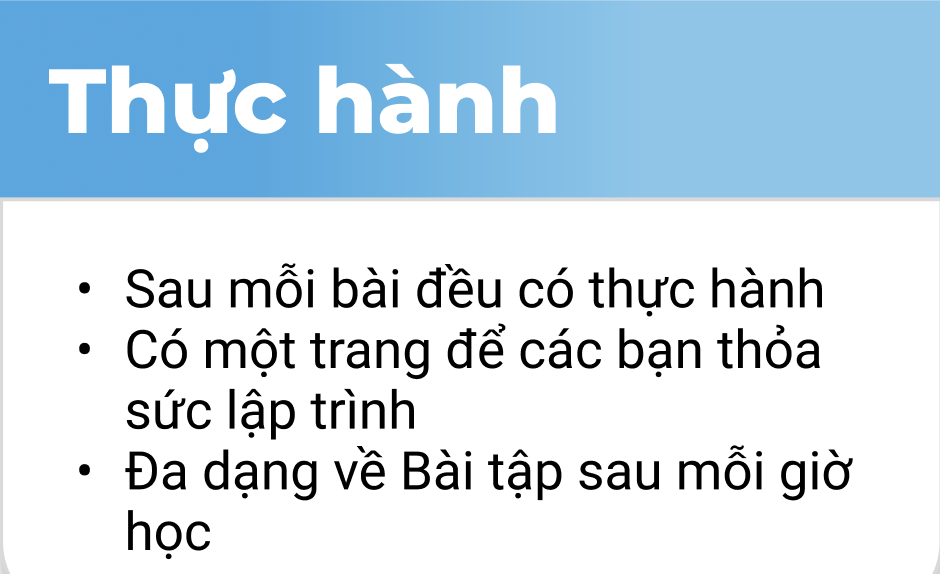 Thực hành
• Sau mỗi bài đều có thực hành
• Có một trang để các bạn thỏa
sức lập trình
• Đa dạng về Bài tập sau mỗi giờ
học